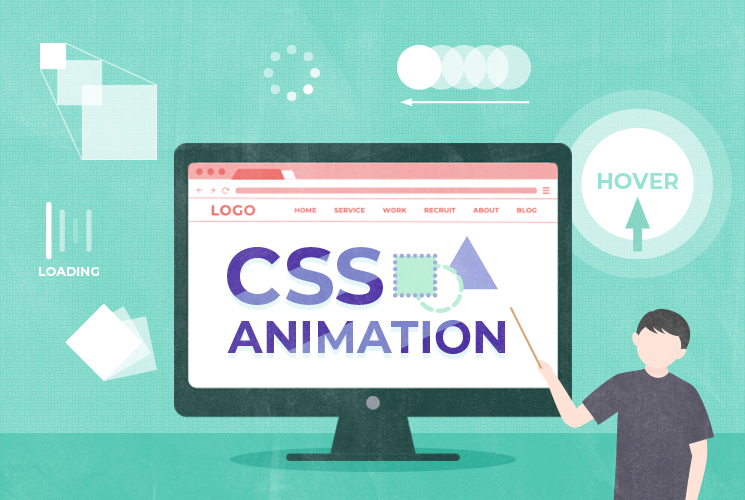 HOVER
LOGO HOME SERVICE WORK RECRUIT ABOUT BLOG
LOADING
CSS
ANIMATION